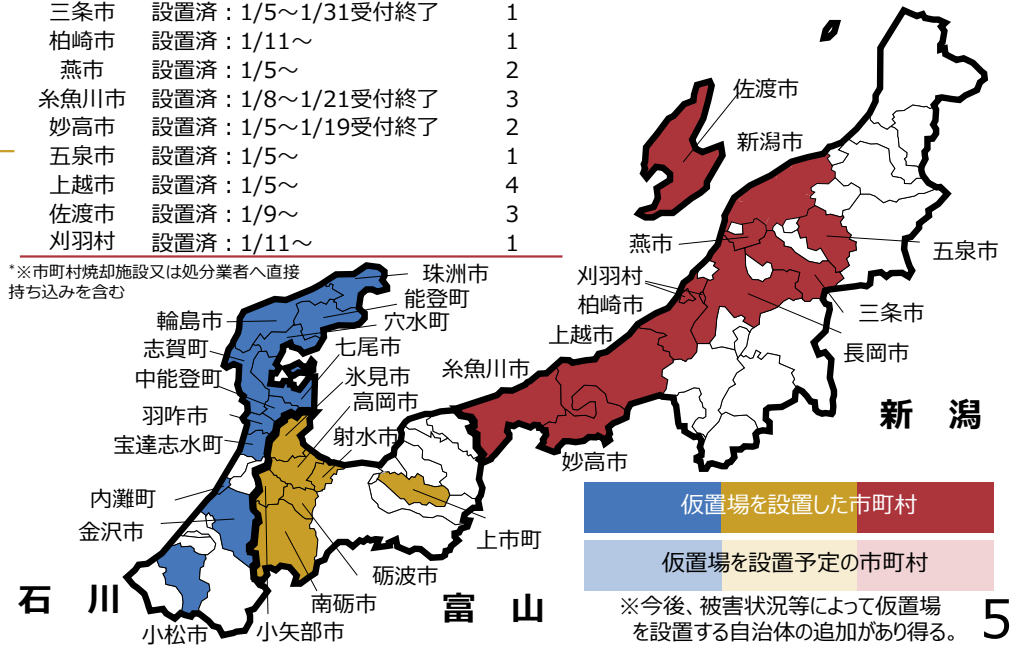 三条市 設置済：1/5～1/31受付終了 1
柏崎市 設置済：1/11～ 1
燕市 設置済：1/5～ 2
糸魚川市 設置済：1/8～1/21受付終了 3
妙高市 設置済：1/5～1/19受付終了 2
五泉市 設置済：1/5～ 1
上越市 設置済：1/5～ 4
佐渡市 設置済：1/9～ 3
刈羽村 設置済：1/11～ 1
*※市町村焼却施設又は処分業者へ直接
持ち込みを含む
佐渡市
新潟市
燕市
五泉市
刈羽村
柏崎市
三条市
上越市
長岡市
糸魚川市
妙高市
新 潟
珠洲市
能登町
輪島市
穴水町
志賀町
七尾市
中能登町
氷見市
高岡市
羽咋市
射水市
宝達志水町
内灘町
金沢市
上市町
砺波市
南砺市
小矢部市
小松市
石 川
富 山
仮置場を設置した市町村
仮置場を設置予定の市町村
※今後、被害状況等によって仮置場
を設置する自治体の追加があり得る。
5